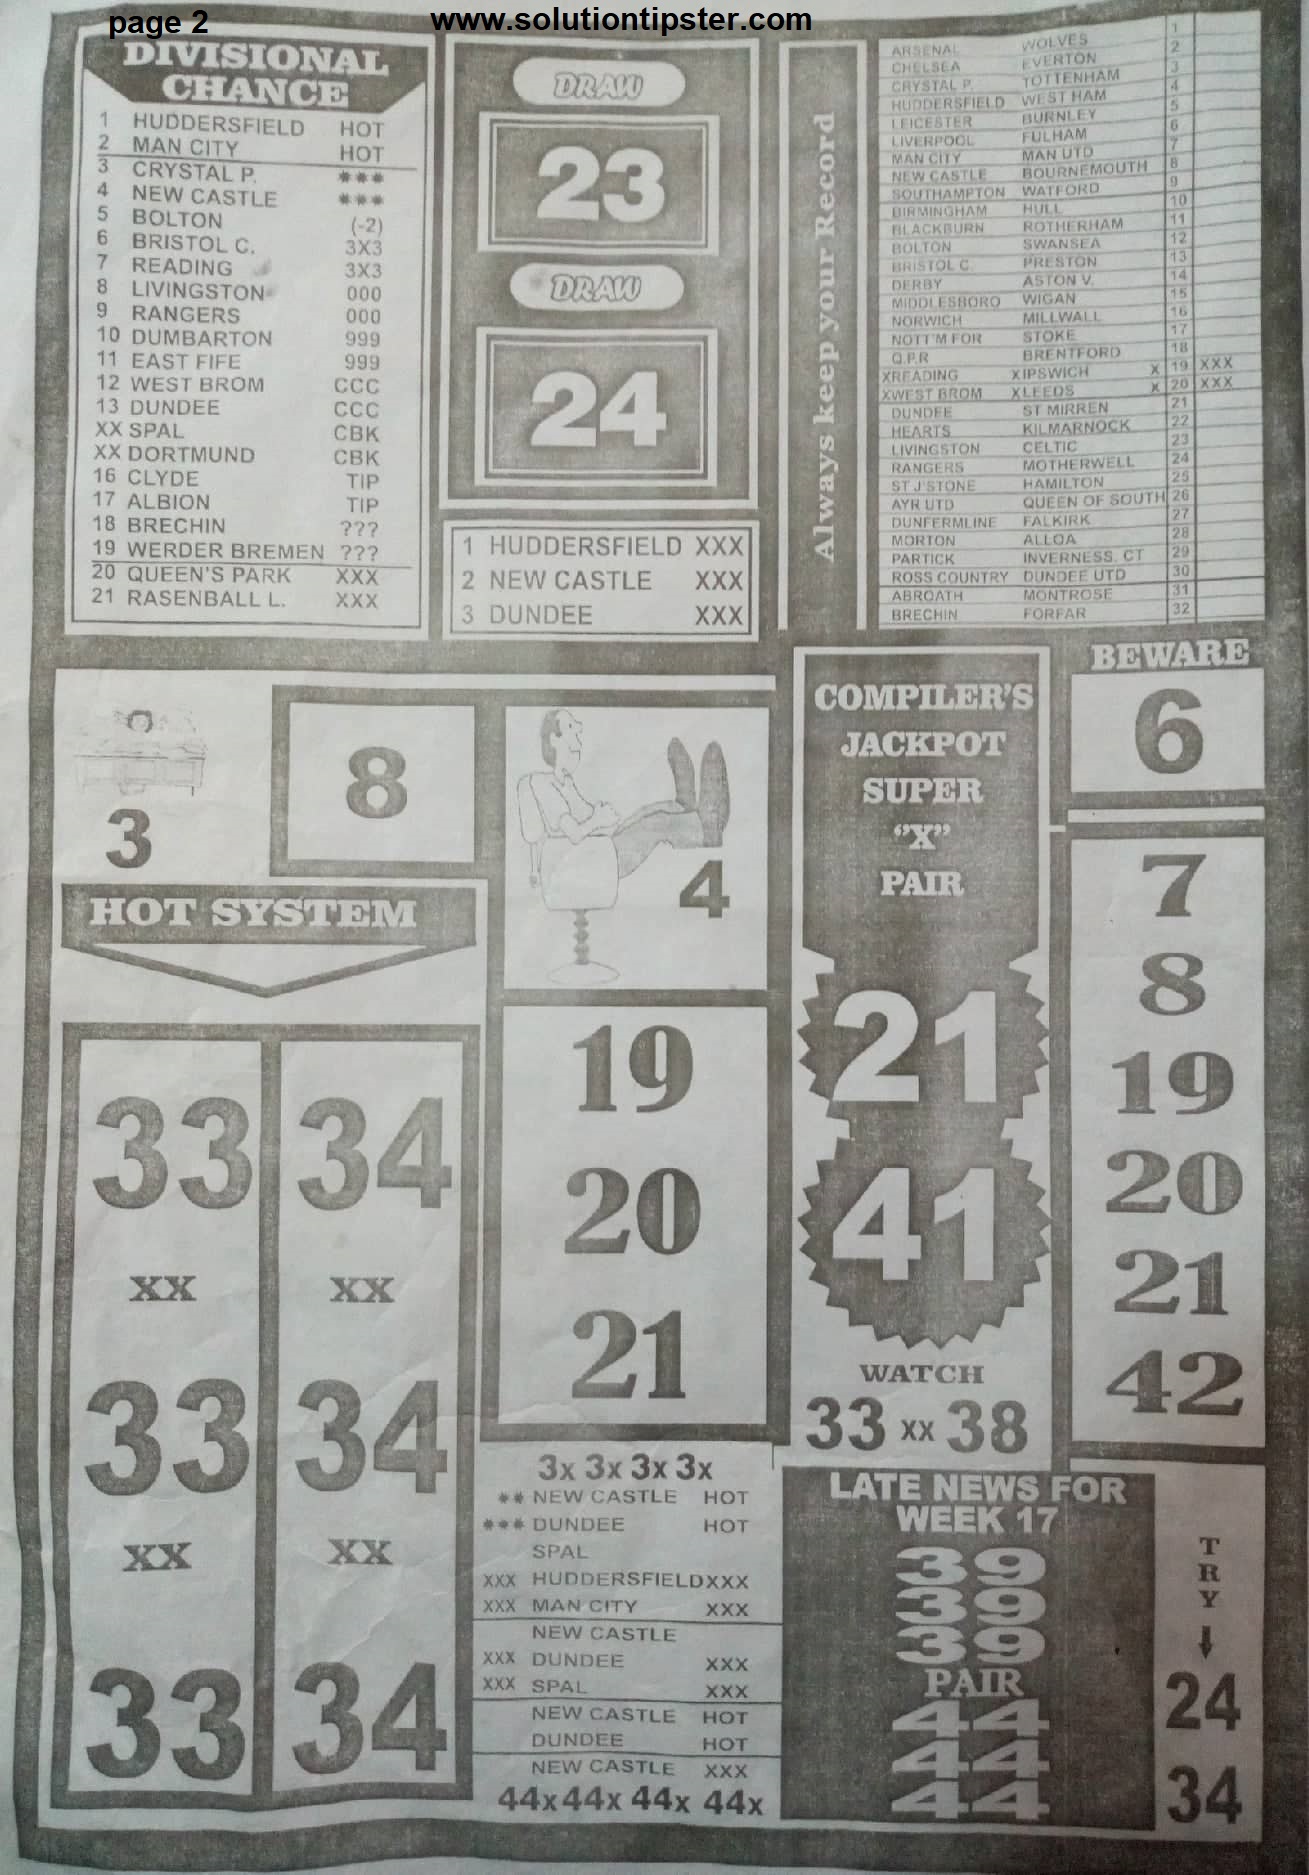 page 2
www.solutiontipster.com
DIVISIONAL
CHANCE
1 HUDDERSFIELD HOT
2 MAN CITY HOT
3 CRYSTAL P. ***
4 NEW CASTLE ***
5 BOLTON (-2)
6 BRISTOL C. 3X3
7 READING 3X3
8 LIVINGSTON 000
9 RANGERS 000
10 DUMBARTON 999
11 EAST FIFE 999
12 WEST BROM CCC
13 DUNDEE CCC
XX SPAL CBK
XX DORTMUND CBK
16 CLYDE TIP
17 ALBION TIP
18 BRECHIN ???
19 WERDER BREMEN ???
20 QUEEN'S PARK XXX
21 RASENBALL L. XXX
DRAW
23
DRAW
24
1 HUDDERSFIELD XXX
2 NEW CASTLE XXX
3 DUNDEE XXX
Always keep your Record
ARSENAL WOLVES 1
CHELSEA EVERTON 2
CRYSTAL P. TOTTENHAM 3
HUDDERSFIELD WEST HAM 4
LEICESTER BURNLEY 5
LIVERPOOL FULHAM 6
MAN CITY MAN UTD 7
NEW CASTLE BOURNEMOUTH 8
SOUTHAMPTON WATFORD 9
BIRMINGHAM HULL 10
BLACKBURN ROTHERHAM 11
BOLTON SWANSEA 12
BRISTOL C. PRESTON 13
DERBY ASTON V. 14
MIDDLESBORO WIGAN 15
NORWICH MILLWALL 16
NOTT'M FOR STOKE 17
Q.P.R BRENTFORD 18
XREADING XIPSWICH X 19 XXX
XWEST BROM XLEEDS X 20 XXX
DUNDEE ST MIRREN 21
HEARTS KILMARNOCK 22
LIVINGSTON CELTIC 23
RANGERS MOTHERWELL 24
ST J'STONE HAMILTON 25
AYR UTD QUEEN OF SOUTH 26
DUNFERMLINE FALKIRK 27
MORTON ALLOA 28
PARTICK INVERNESS. CT 29
ROSS COUNTRY DUNDEE UTD 30
ABROATH MONTROSE 31
BRECHIN FORFAR 32
3
8
4
HOT SYSTEM
33 34
XX XX
33 34
XX XX
33 34
19
20
21
3x 3x 3x 3x
** NEW CASTLE HOT
*** DUNDEE HOT
SPAL
XXX HUDDERSFIELD XXX
XXX MAN CITY XXX
NEW CASTLE
XXX DUNDEE XXX
XXX SPAL XXX
NEW CASTLE HOT
DUNDEE HOT
NEW CASTLE XXX
44x 44x 44x 44x
COMPILER'S
JACKPOT
SUPER
"X"
PAIR
21
41
WATCH
33 XX 38
BEWARE
6
7
8
19
20
21
42
LATE NEWS FOR
WEEK 17
39
39
39
PAIR
44
44
44
TRY
24
34